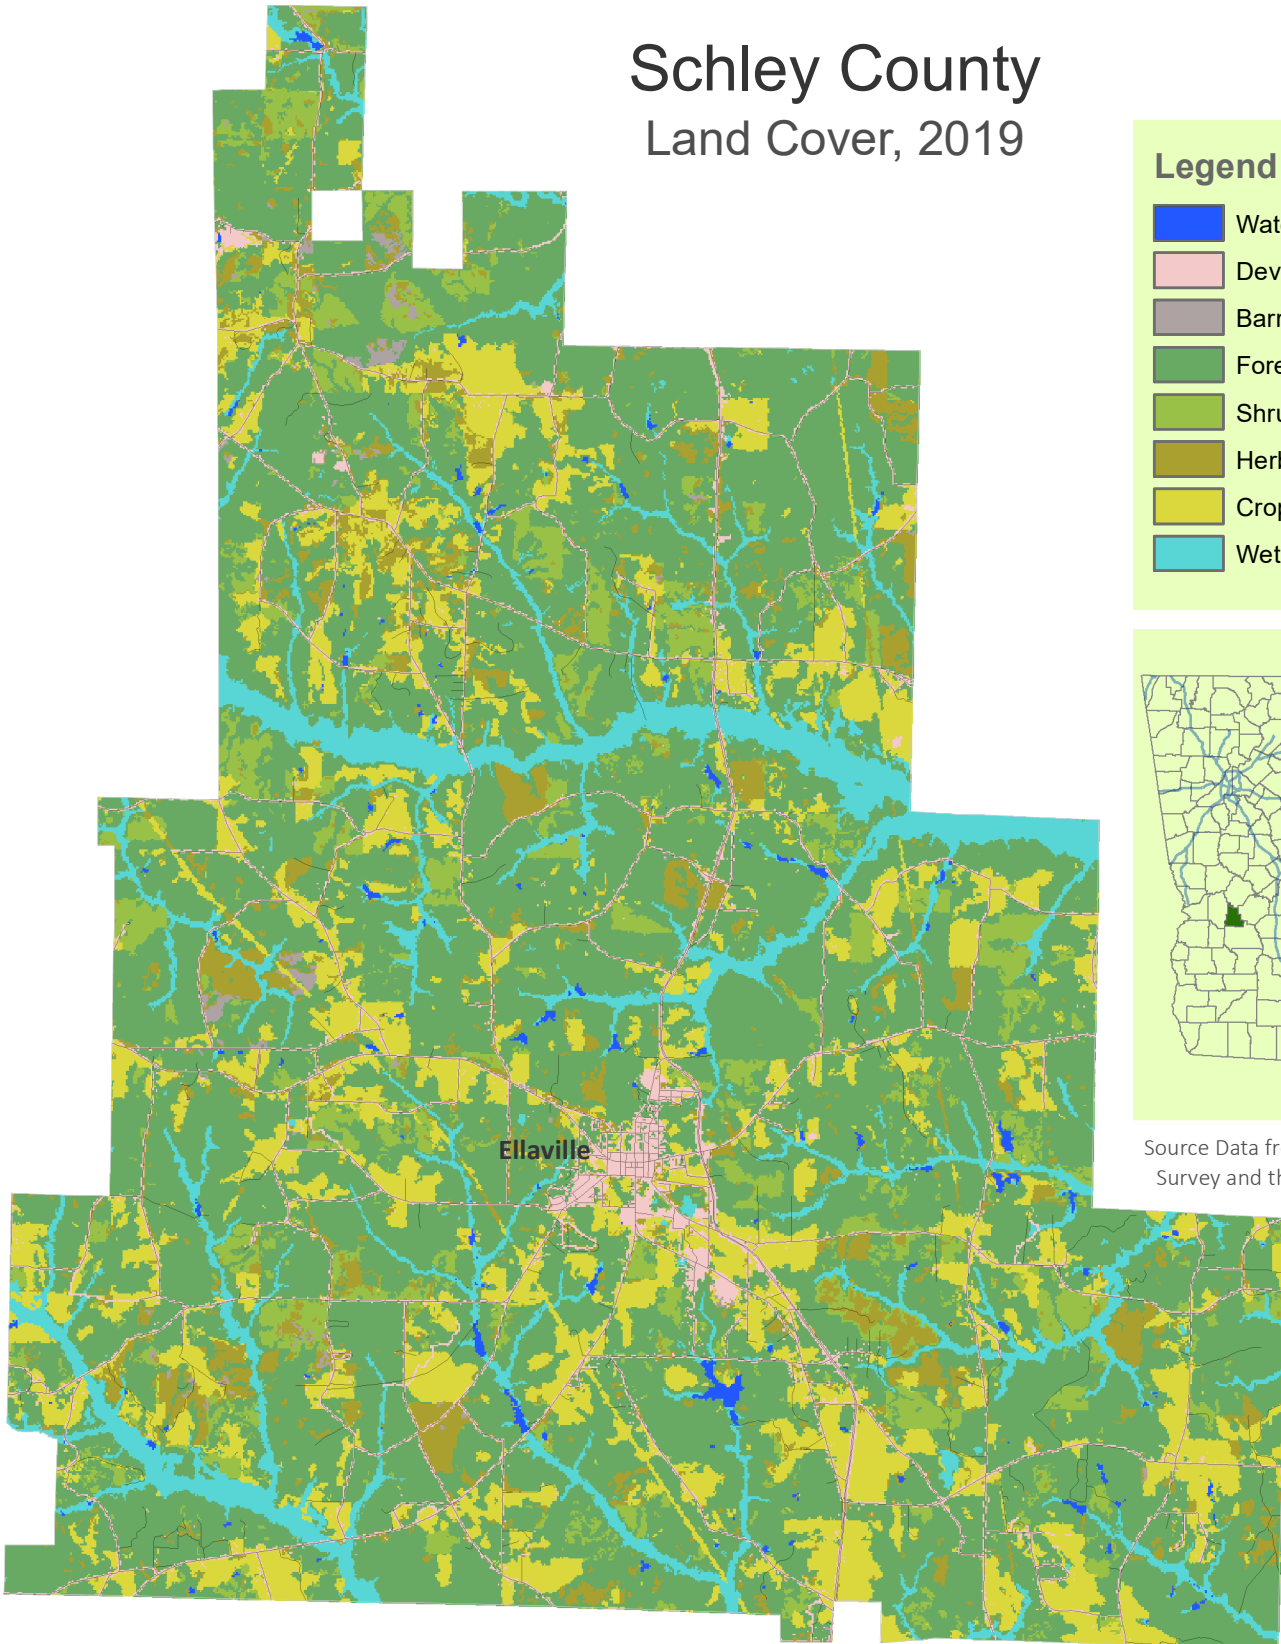 Schley County
Land Cover, 2019
Legend
Wat
Dev
Barr
Fore
Shru
Herb
Crop
Wet
Ellaville
Source Data fr
Survey and th